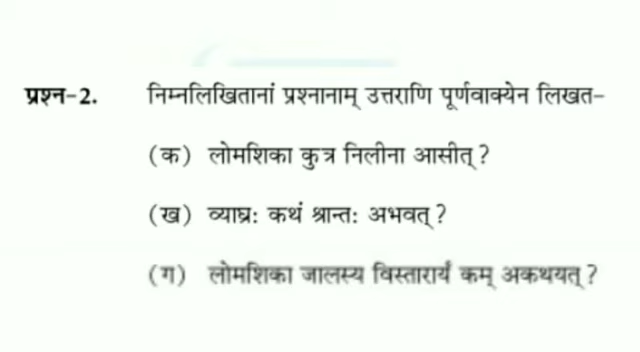 प्रश्न-2. निम्नलिखितानां प्रश्नानाम् उत्तराणि पूर्णवाक्येन लिखत-
(क) लोमशिका कुत्र निलीना आसीत्?
(ख) व्याघ्रः कथं श्रान्तः अभवत्?
(ग) लोमशिका जालस्य विस्तारार्यं कम् अकथयत्?